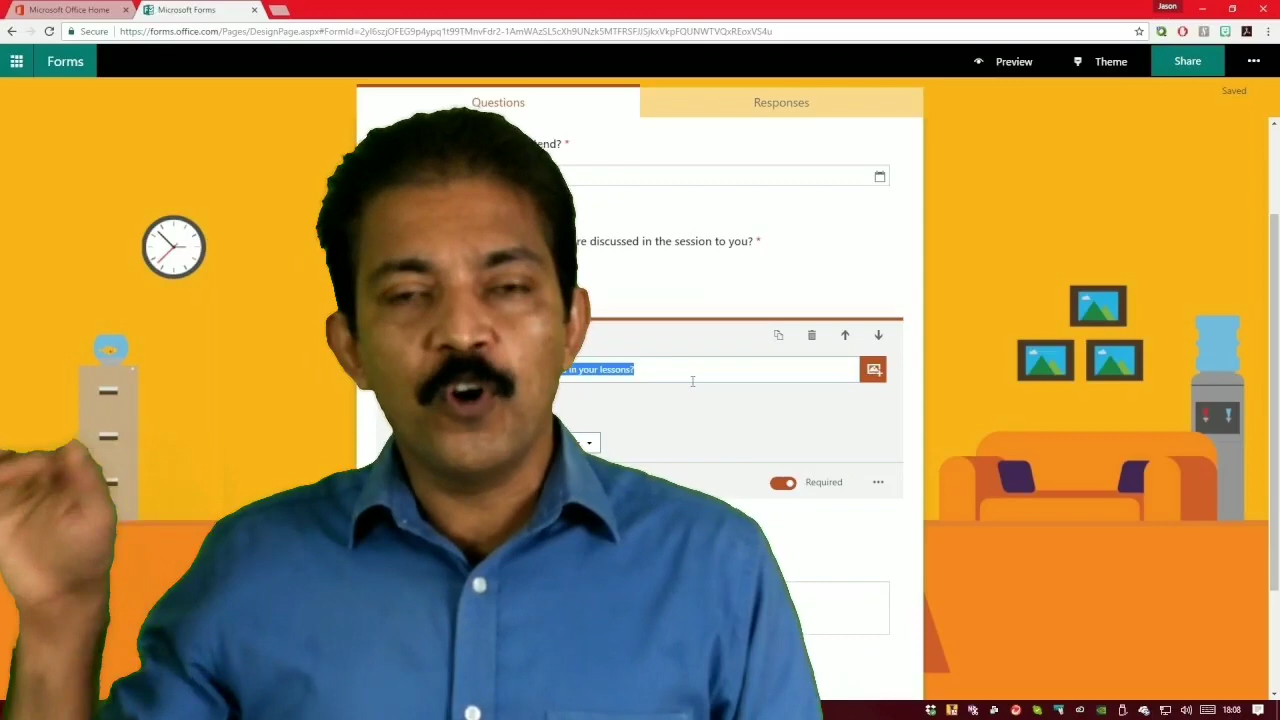 Jason
Microsoft Office Home
Microsoft Forms
Secure
Forms
Preview
Theme
Share
Saved
Questions
Responses
end? *
re discussed in the session to you? *
in your lessons?
Required
18:08